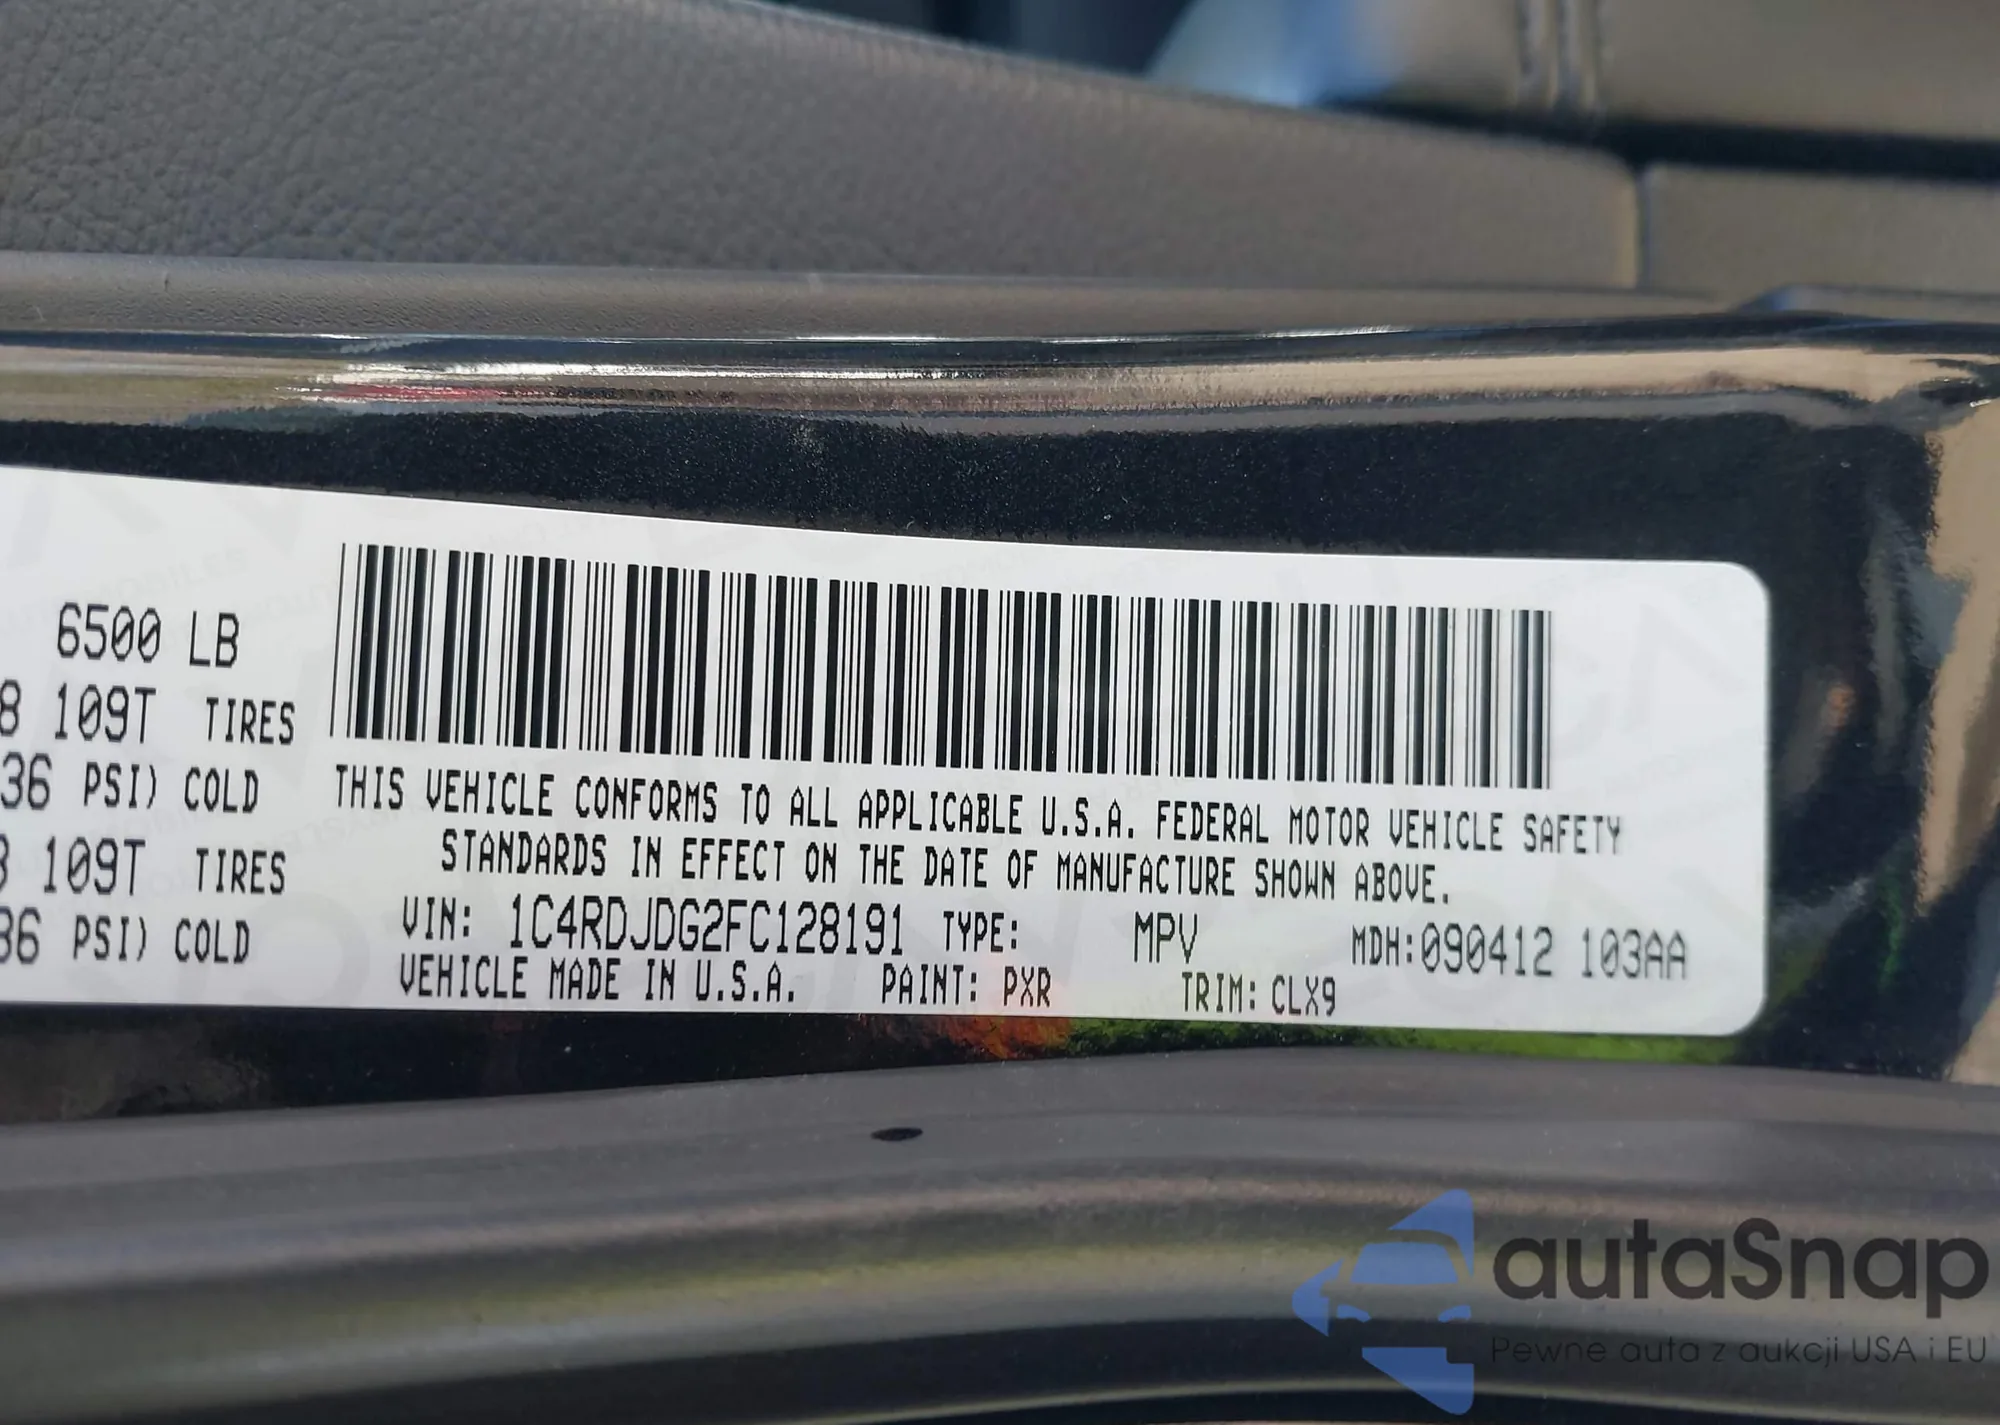 6500 LB
8 109T TIRES
36 PSI) COLD
109T TIRES
36 PSI) COLD
THIS VEHICLE CONFORMS TO ALL APPLICABLE U.S.A. FEDERAL MOTOR VEHICLE SAFETY
STANDARDS IN EFFECT ON THE DATE OF MANUFACTURE SHOWN ABOVE.
VIN: 1C4RDJDG2FC128191 TYPE: MPV MDH:090412 103AA
VEHICLE MADE IN U.S.A. PAINT: PXR TRIM: CLX9
autaSnap
Pewne auta z aukcji USA i EU